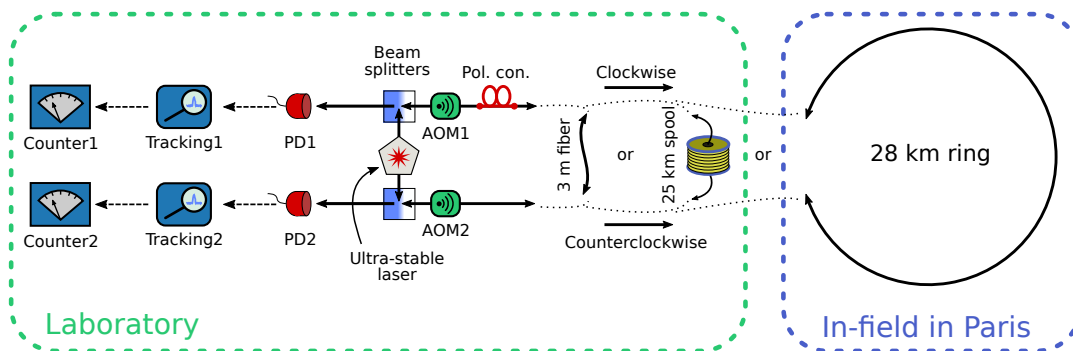 Beam
splitters
Pol. con.
Clockwise
Counter1
Tracking1
PD1
AOM1
3 m fiber
or
25 km spool
or
28 km ring
Counter2
Tracking2
PD2
AOM2
Counterclockwise
Ultra-stable
laser
Laboratory
In-field in Paris